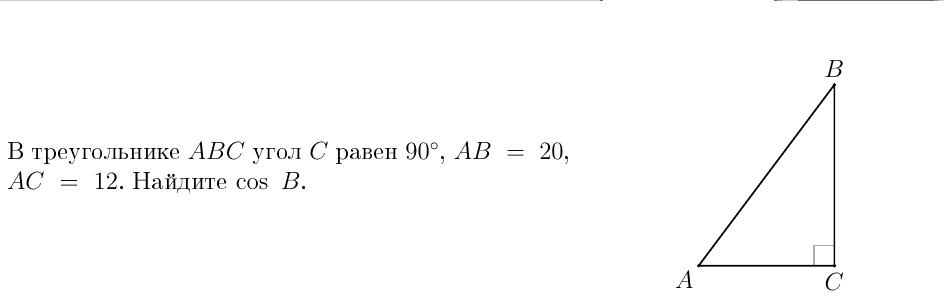 B
В треугольнике ABC угол C равен 90°, AB = 20,
AC = 12. Найдите cos B.
A
C